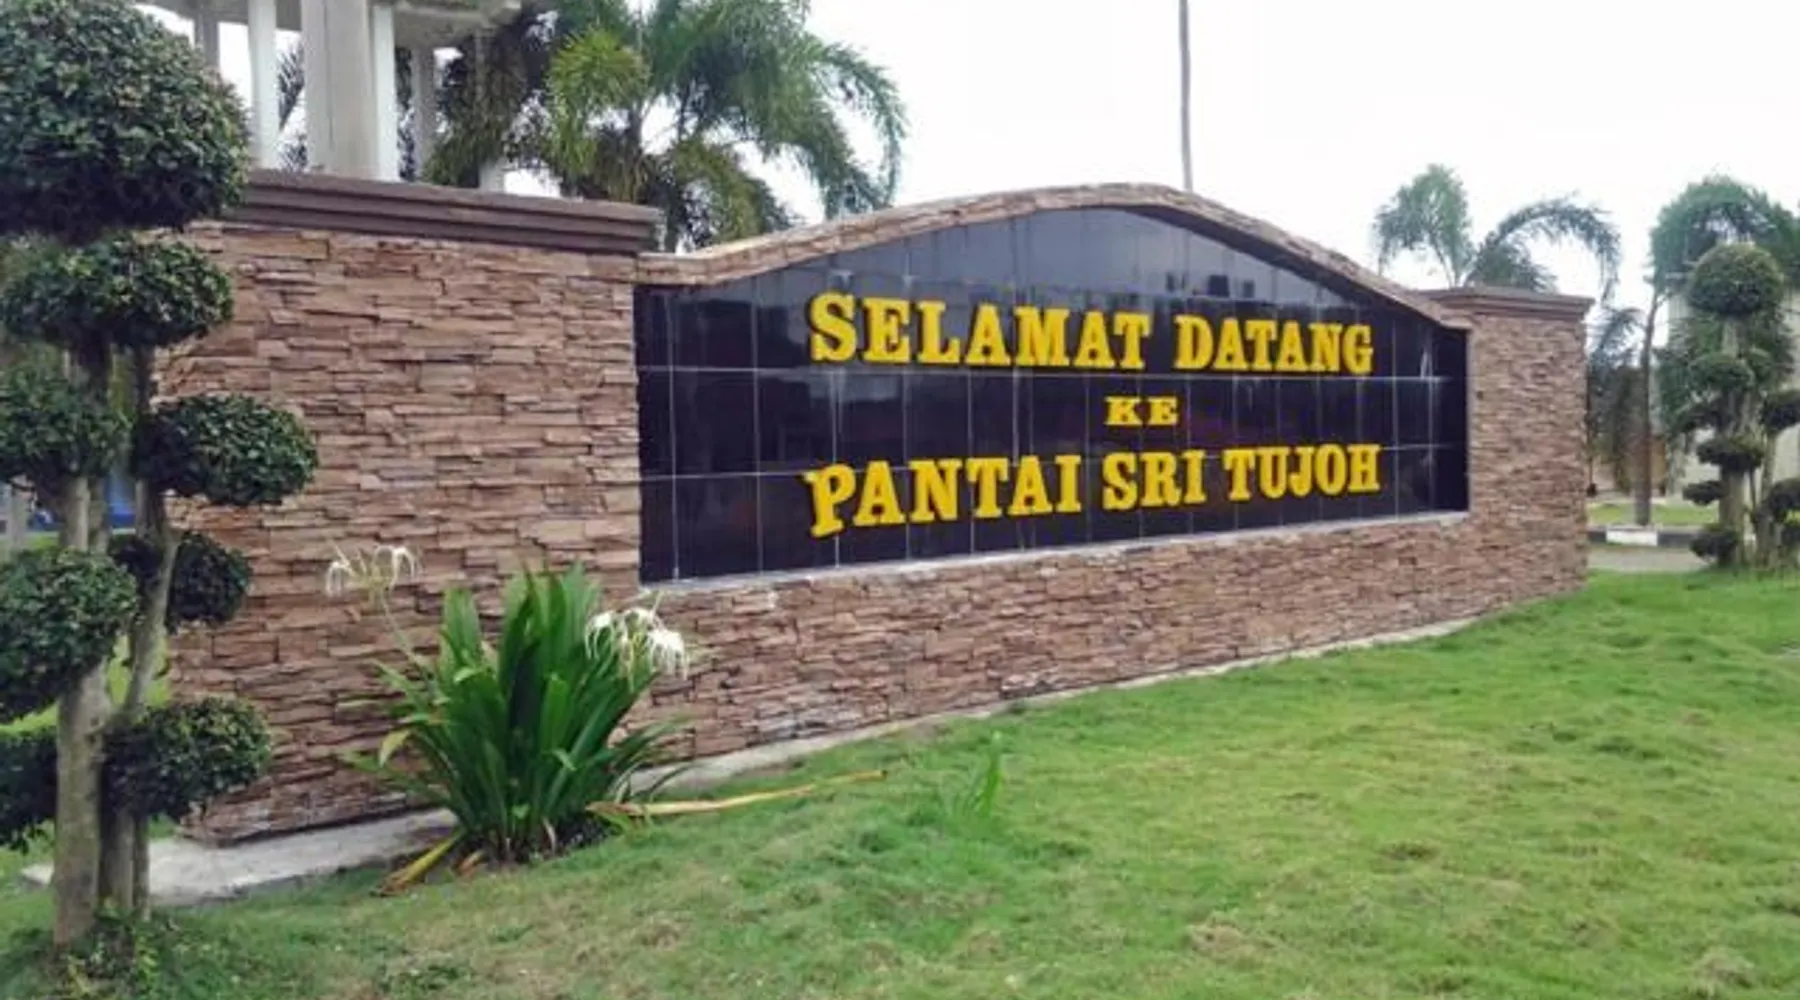 SELAMAT DATANG
KE
PANTAI SRI TUJOH